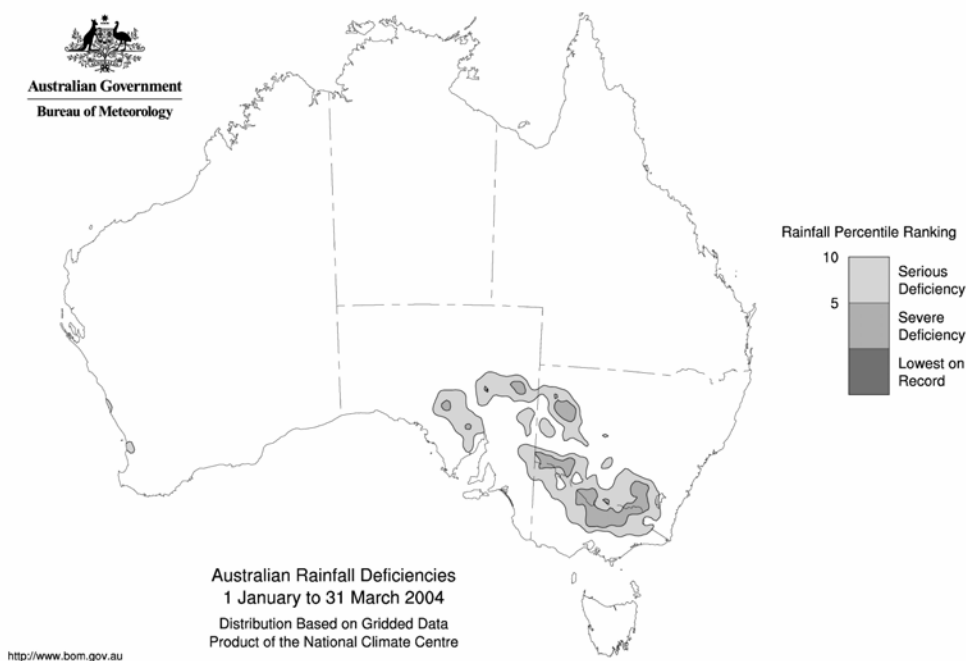 Australian Government
Bureau of Meteorology
Rainfall Percentile Ranking
10
Serious
Deficiency
5
Severe
Deficiency
Lowest on
Record
Australian Rainfall Deficiencies
1 January to 31 March 2004
Distribution Based on Gridded Data
Product of the National Climate Centre
http://www.bom.gov.au